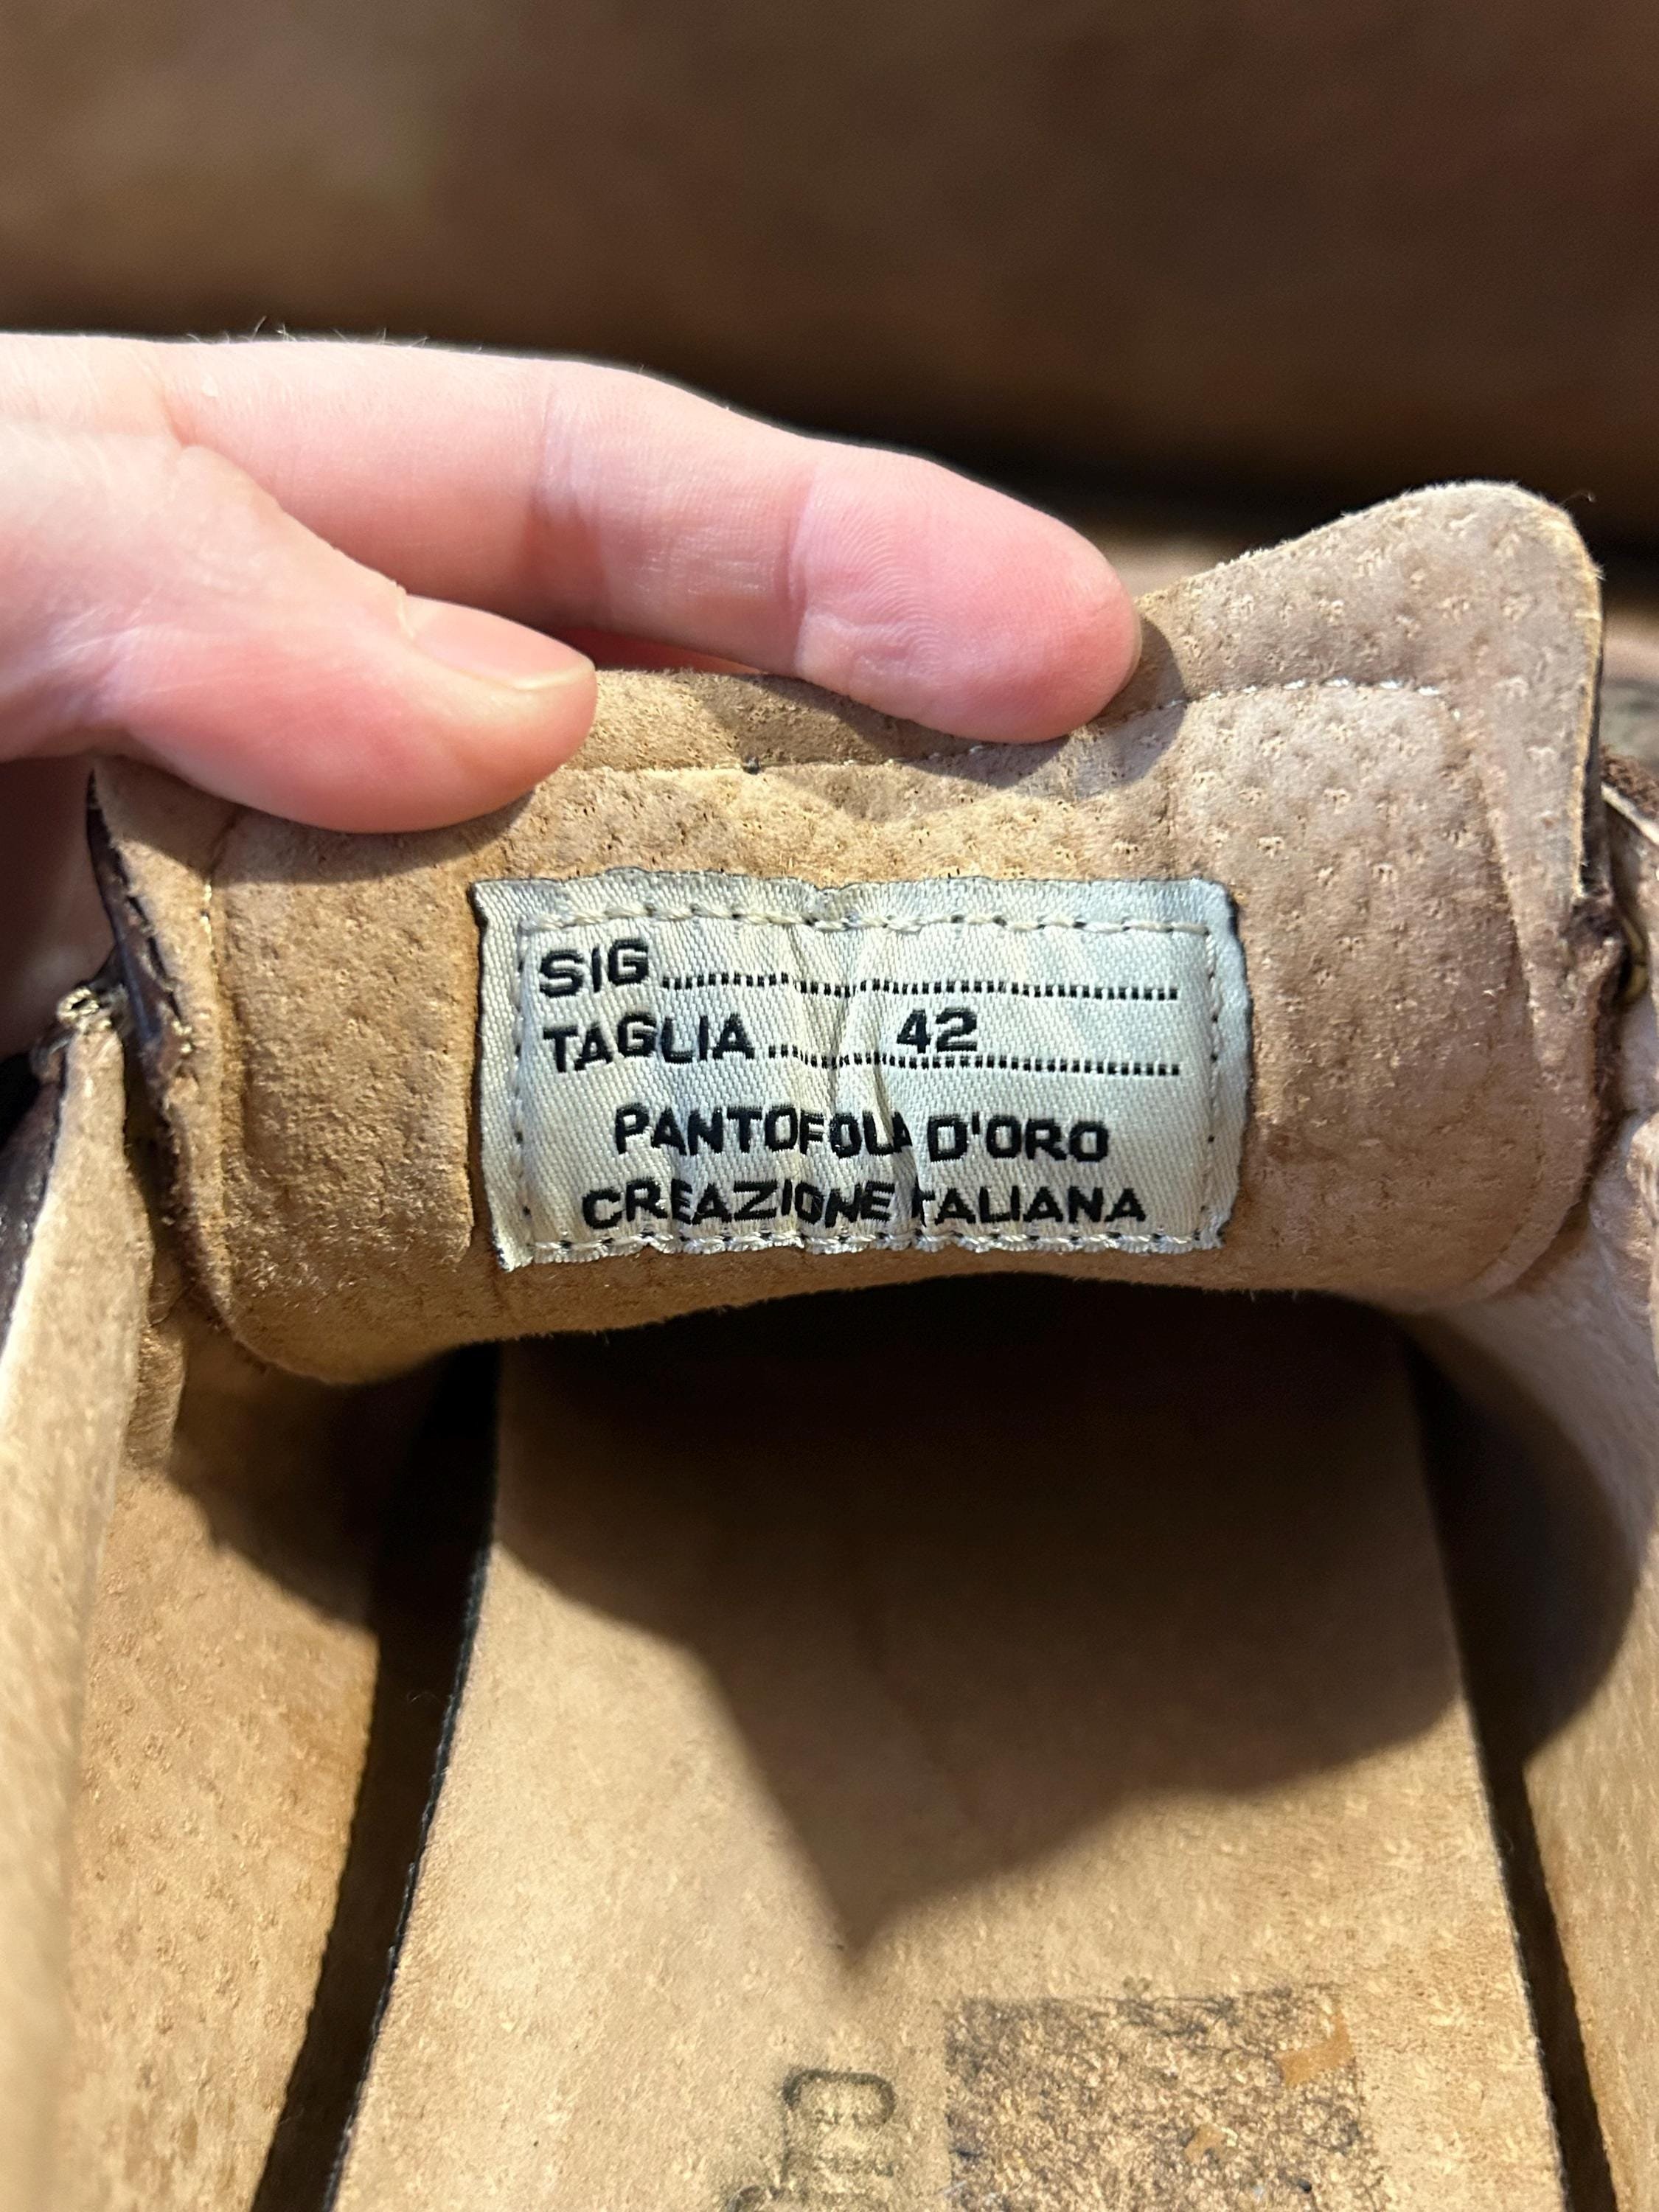 SIG
TAGLIA 42
PANTOFOLA D'ORO
CREAZIONE ITALIANA